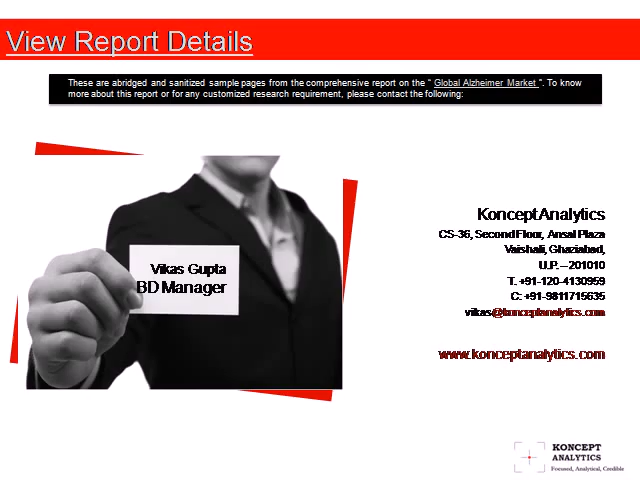 View Report Details
These are abridged and sanitized sample pages from the comprehensive report on the “ Global Alzheimer Market ”. To know
more about this report or for any customized research requirement, please contact the following:
Vikas Gupta
BD Manager
Koncept Analytics
CS-36, Second Floor, Ansal Plaza
Vaishali, Ghaziabad,
U.P. – 201010
T. +91-120-4130959
C: +91-9811715635
vikas@konceptanalytics.com
www.konceptanalytics.com
KONCEPT
ANALYTICS
Focused, Analytical, Credible